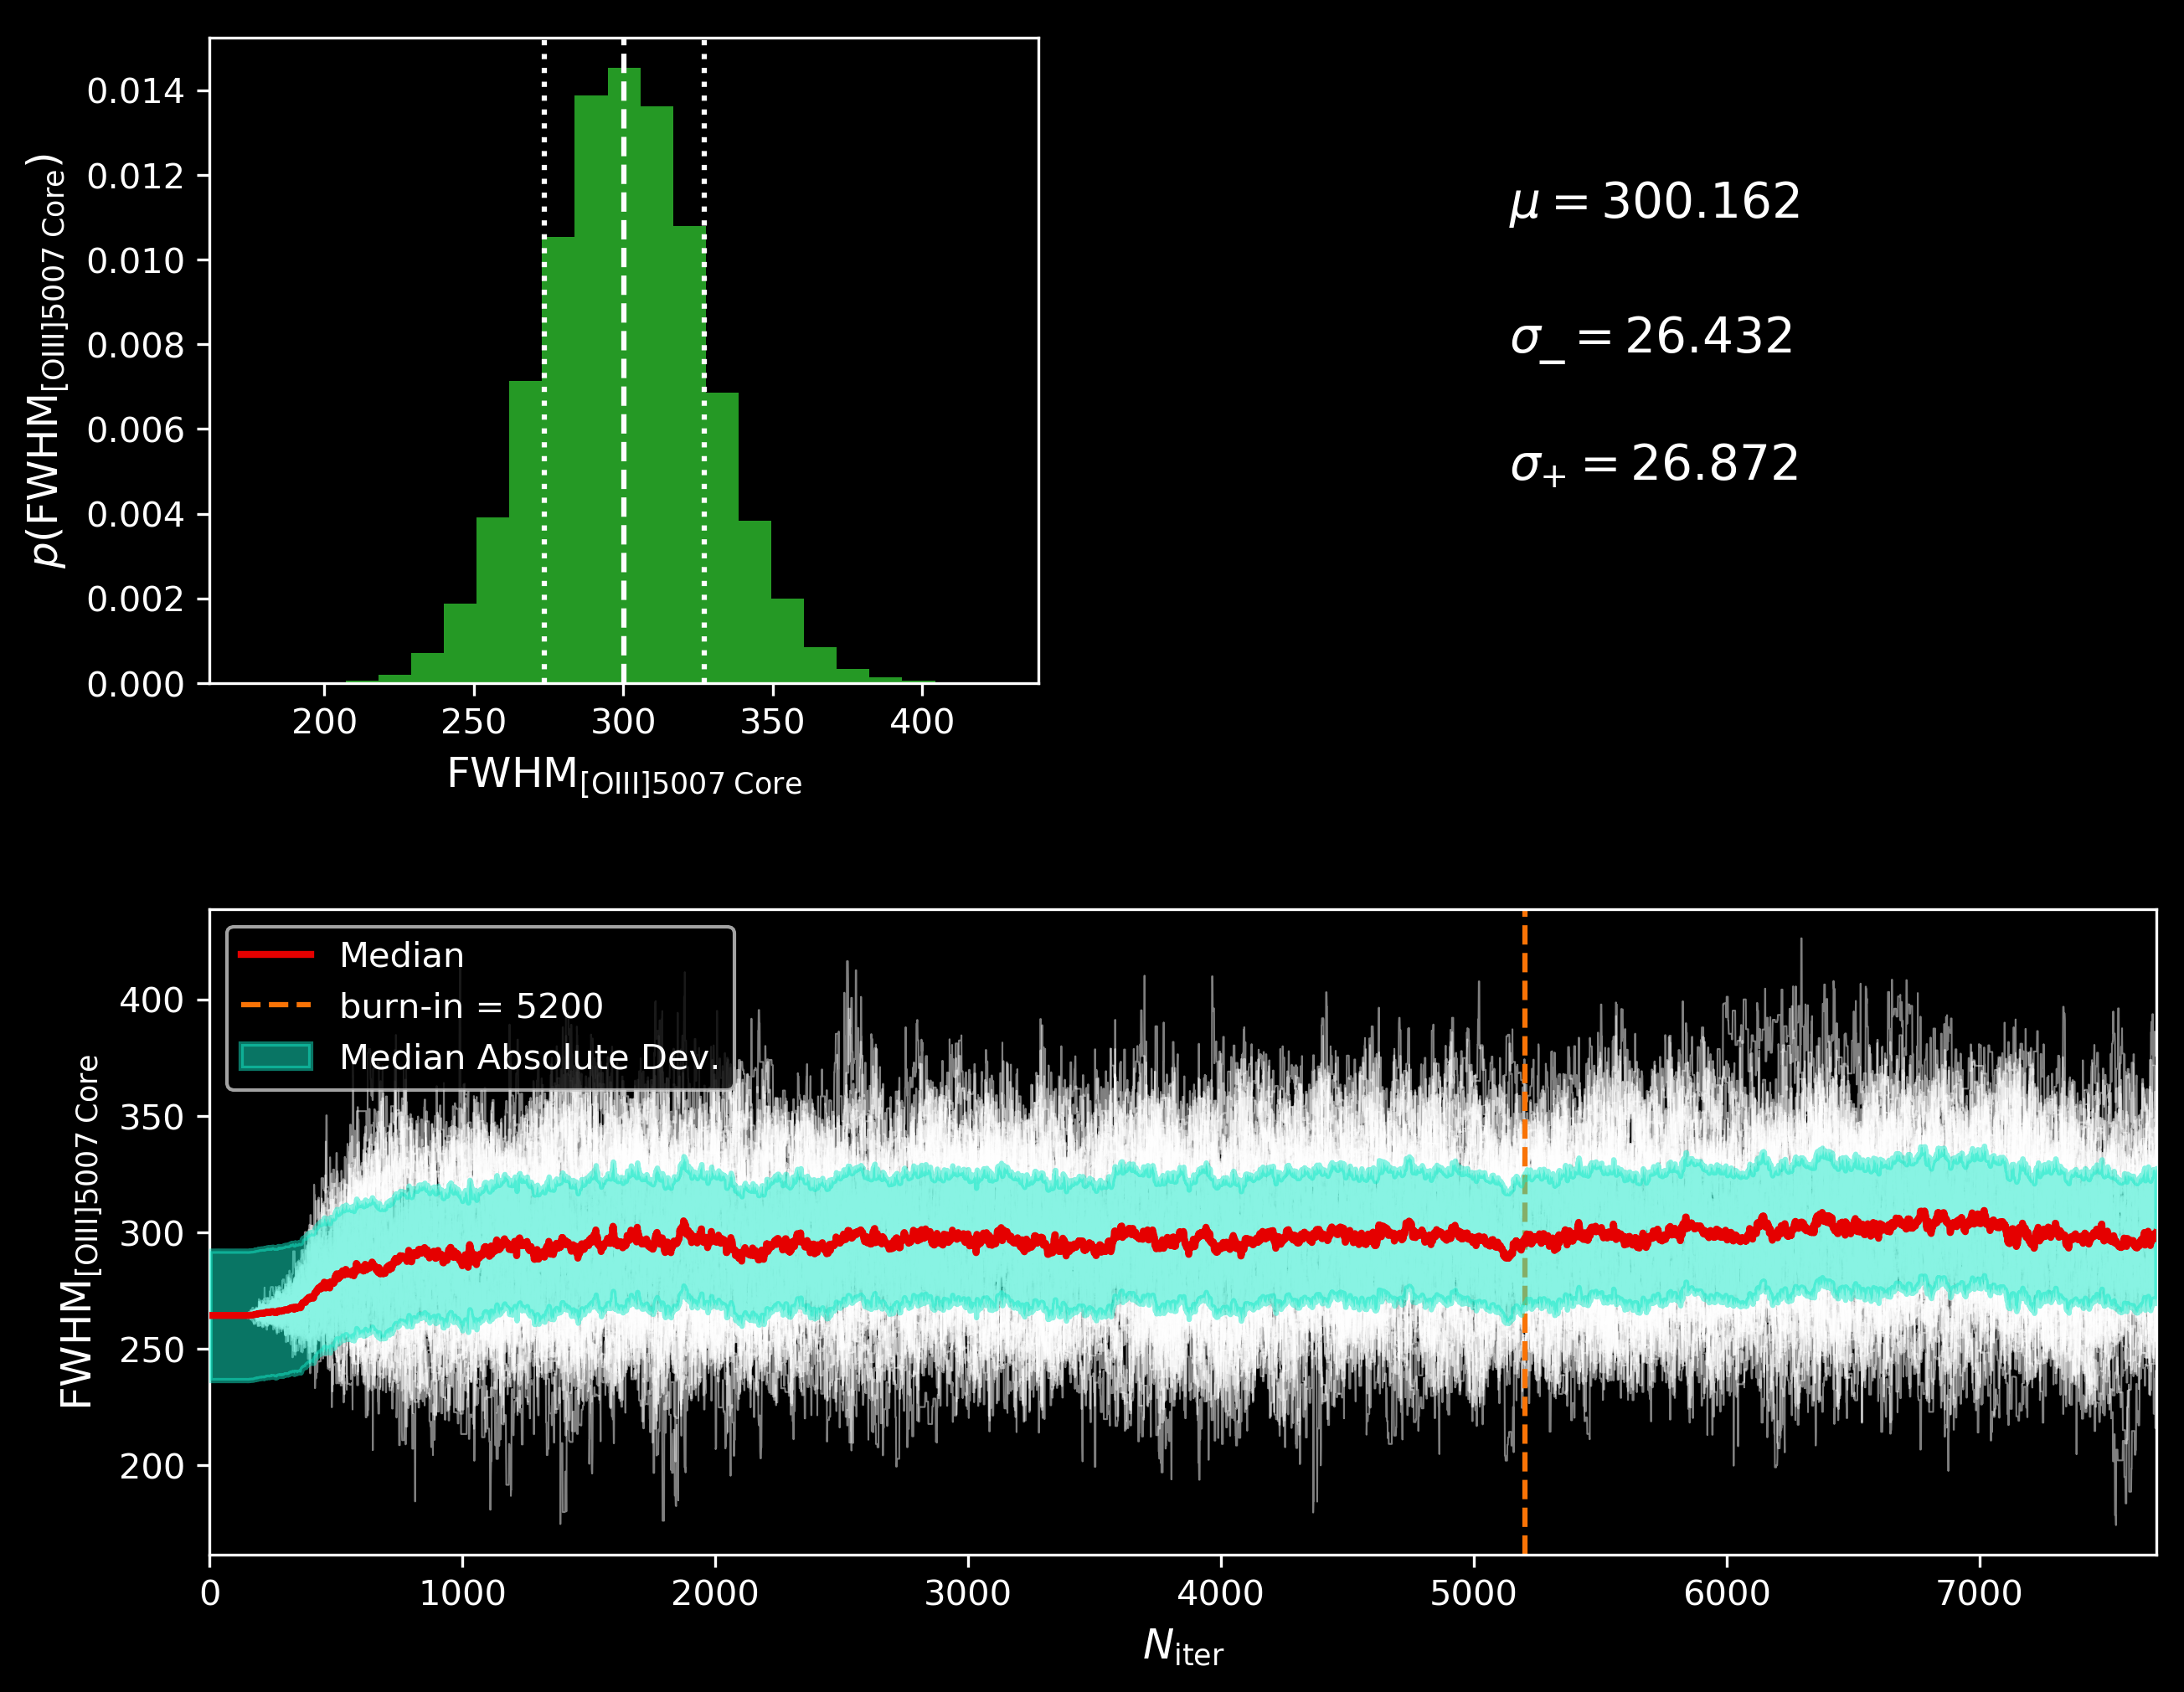 0.014
0.012
0.010
0.008
0.006
0.004
0.002
0.000
p(FWHM[OIII]5007 Core)
200 250 300 350 400
FWHM[OIII]5007 Core
μ = 300.162
σ_ = 26.432
σ+ = 26.872
Median
burn-in = 5200
Median Absolute Dev.
400
350
300
250
200
FWHM[OIII]5007 Core
0 1000 2000 3000 4000 5000 6000 7000
Niter